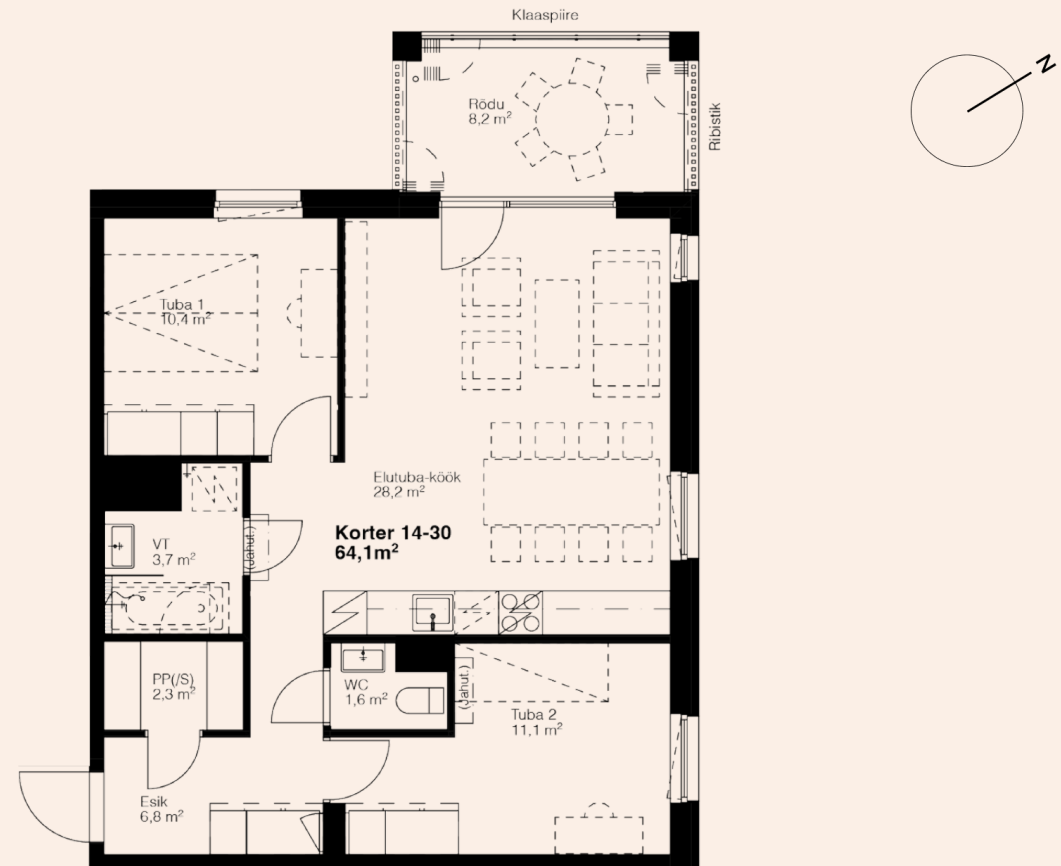 Klaaspiire
N
Rõdu
8,2 m²
Ribistik
Tuba 1
10,4 m²
Elutuba-köök
28,2 m²
Korter 14-30
64,1m²
VT
3,7 m²
(Jahut.)
PP(/S)
2,3 m²
WC
1,6 m²
(Jahut.)
Tuba 2
11,1 m²
Esik
6,8 m²